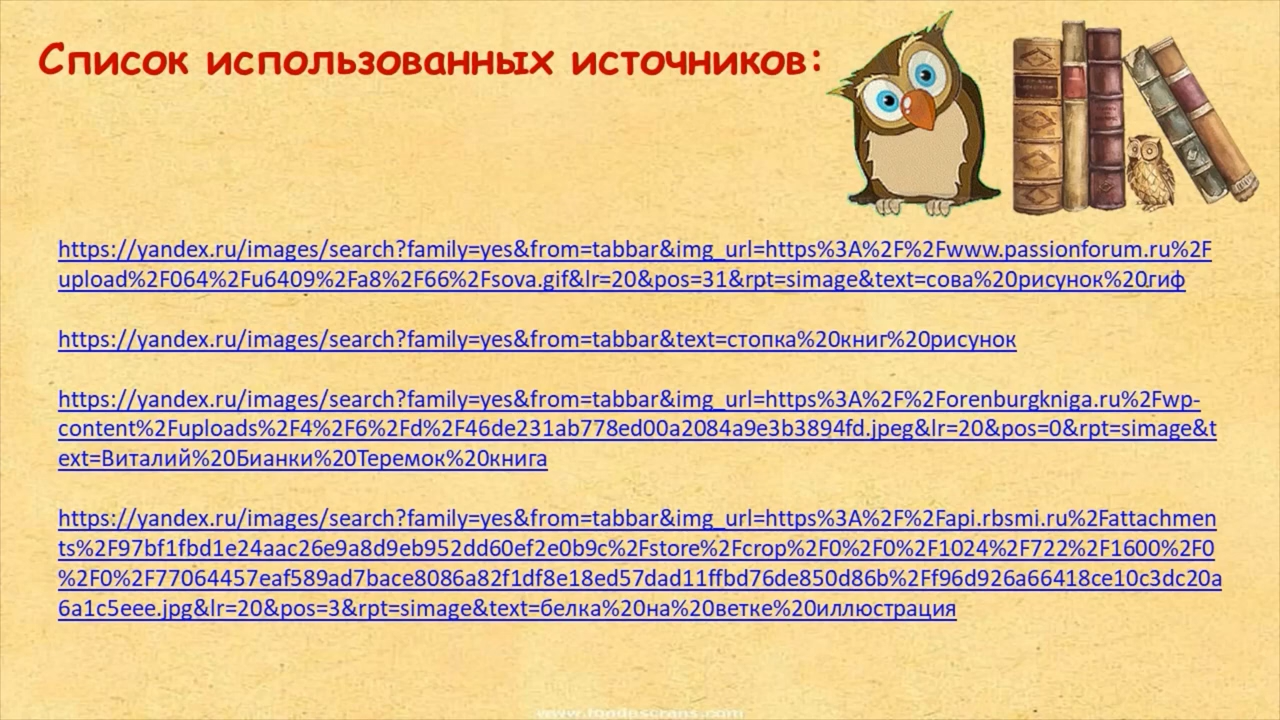 Список использованных источников:
https://yandex.ru/images/search?family=yes&from=tabbar&img_url=https%3A%2F%2Fwww.passionforum.ru%2F
upload%2F064%2Fu6409%2Fa8%2F66%2Fsova.gif&lr=20&pos=31&rpt=simage&text=сова%20рисунок%20гиф
https://yandex.ru/images/search?family=yes&from=tabbar&text=стопка%20книг%20рисунок
https://yandex.ru/images/search?family=yes&from=tabbar&img_url=https%3A%2F%2Forenburgkniga.ru%2Fwp-
content%2Fuploads%2F4%2F6%2Fd%2F46de231ab778ed00a2084a9e3b3894fd.jpeg&lr=20&pos=0&rpt=simage&t
ext=Виталий%20Бианки%20Теремок%20книга
https://yandex.ru/images/search?family=yes&from=tabbar&img_url=https%3A%2F%2Fapi.rbsmi.ru%2Fattachmen
ts%2F97bf1fbd1e24aac26e9a8d9eb952dd60ef2e0b9c%2Fstore%2Fcrop%2F0%2F0%2F1024%2F722%2F1600%2F0
%2F0%2F77064457eaf589ad7bace8086a82f1df8e18ed57dad11ffbd76de850d86b%2Ff96d926a66418ce10c3dc20a
6a1c5eee.jpg&lr=20&pos=3&rpt=simage&text=белка%20на%20ветке%20иллюстрация
www.fondecrans.com